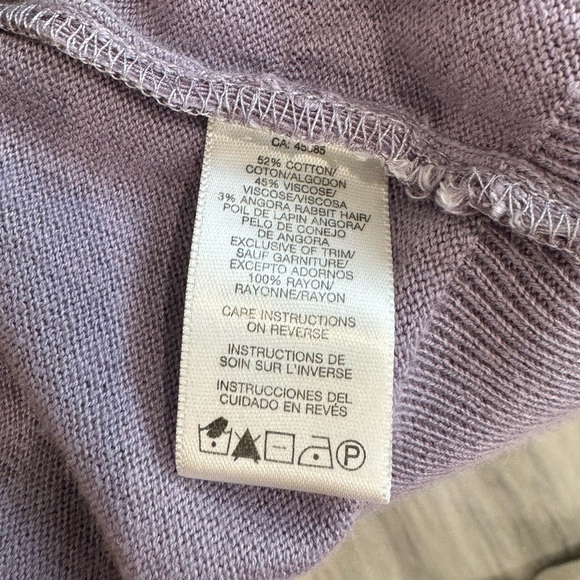 CA: 45085
52% COTTON/
COTON/ALGODON
45% VISCOSE/
VISCOSE/VISCOSA
3% ANGORA RABBIT HAIR/
POIL DE LAPIN ANGORA/
PELO DE CONEJO
DE ANGORA
EXCLUSIVE OF TRIM/
SAUF GARNITURE/
EXCEPTO ADORNOS
100% RAYON/
RAYONNE/RAYON
CARE INSTRUCTIONS
ON REVERSE
INSTRUCTIONS DE
SOIN SUR L'INVERSE
INSTRUCCIONES DEL
CUIDADO EN REVÉS
P